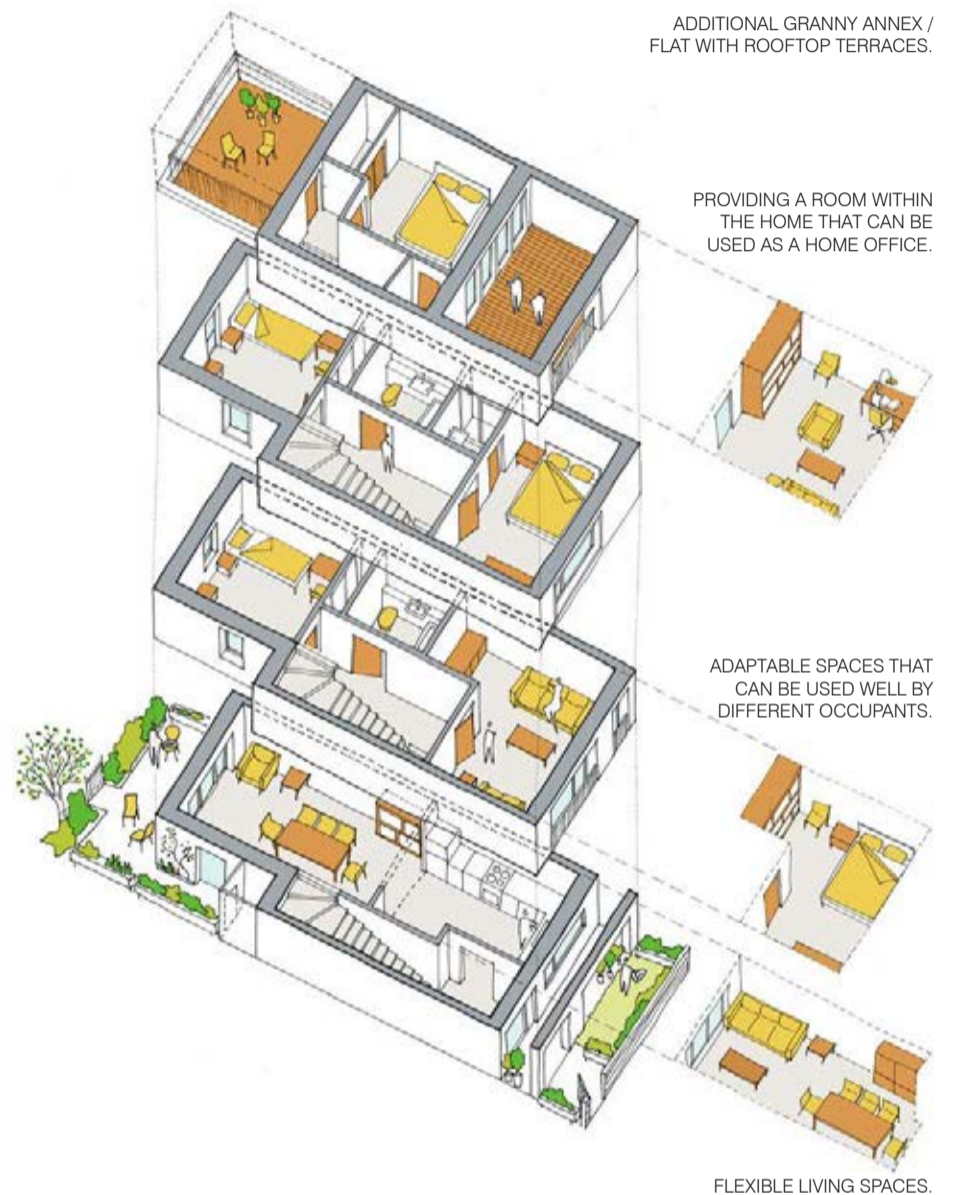 ADDITIONAL GRANNY ANNEX /
FLAT WITH ROOFTOP TERRACES.
PROVIDING A ROOM WITHIN
THE HOME THAT CAN BE
USED AS A HOME OFFICE.
ADAPTABLE SPACES THAT
CAN BE USED WELL BY
DIFFERENT OCCUPANTS.
FLEXIBLE LIVING SPACES.